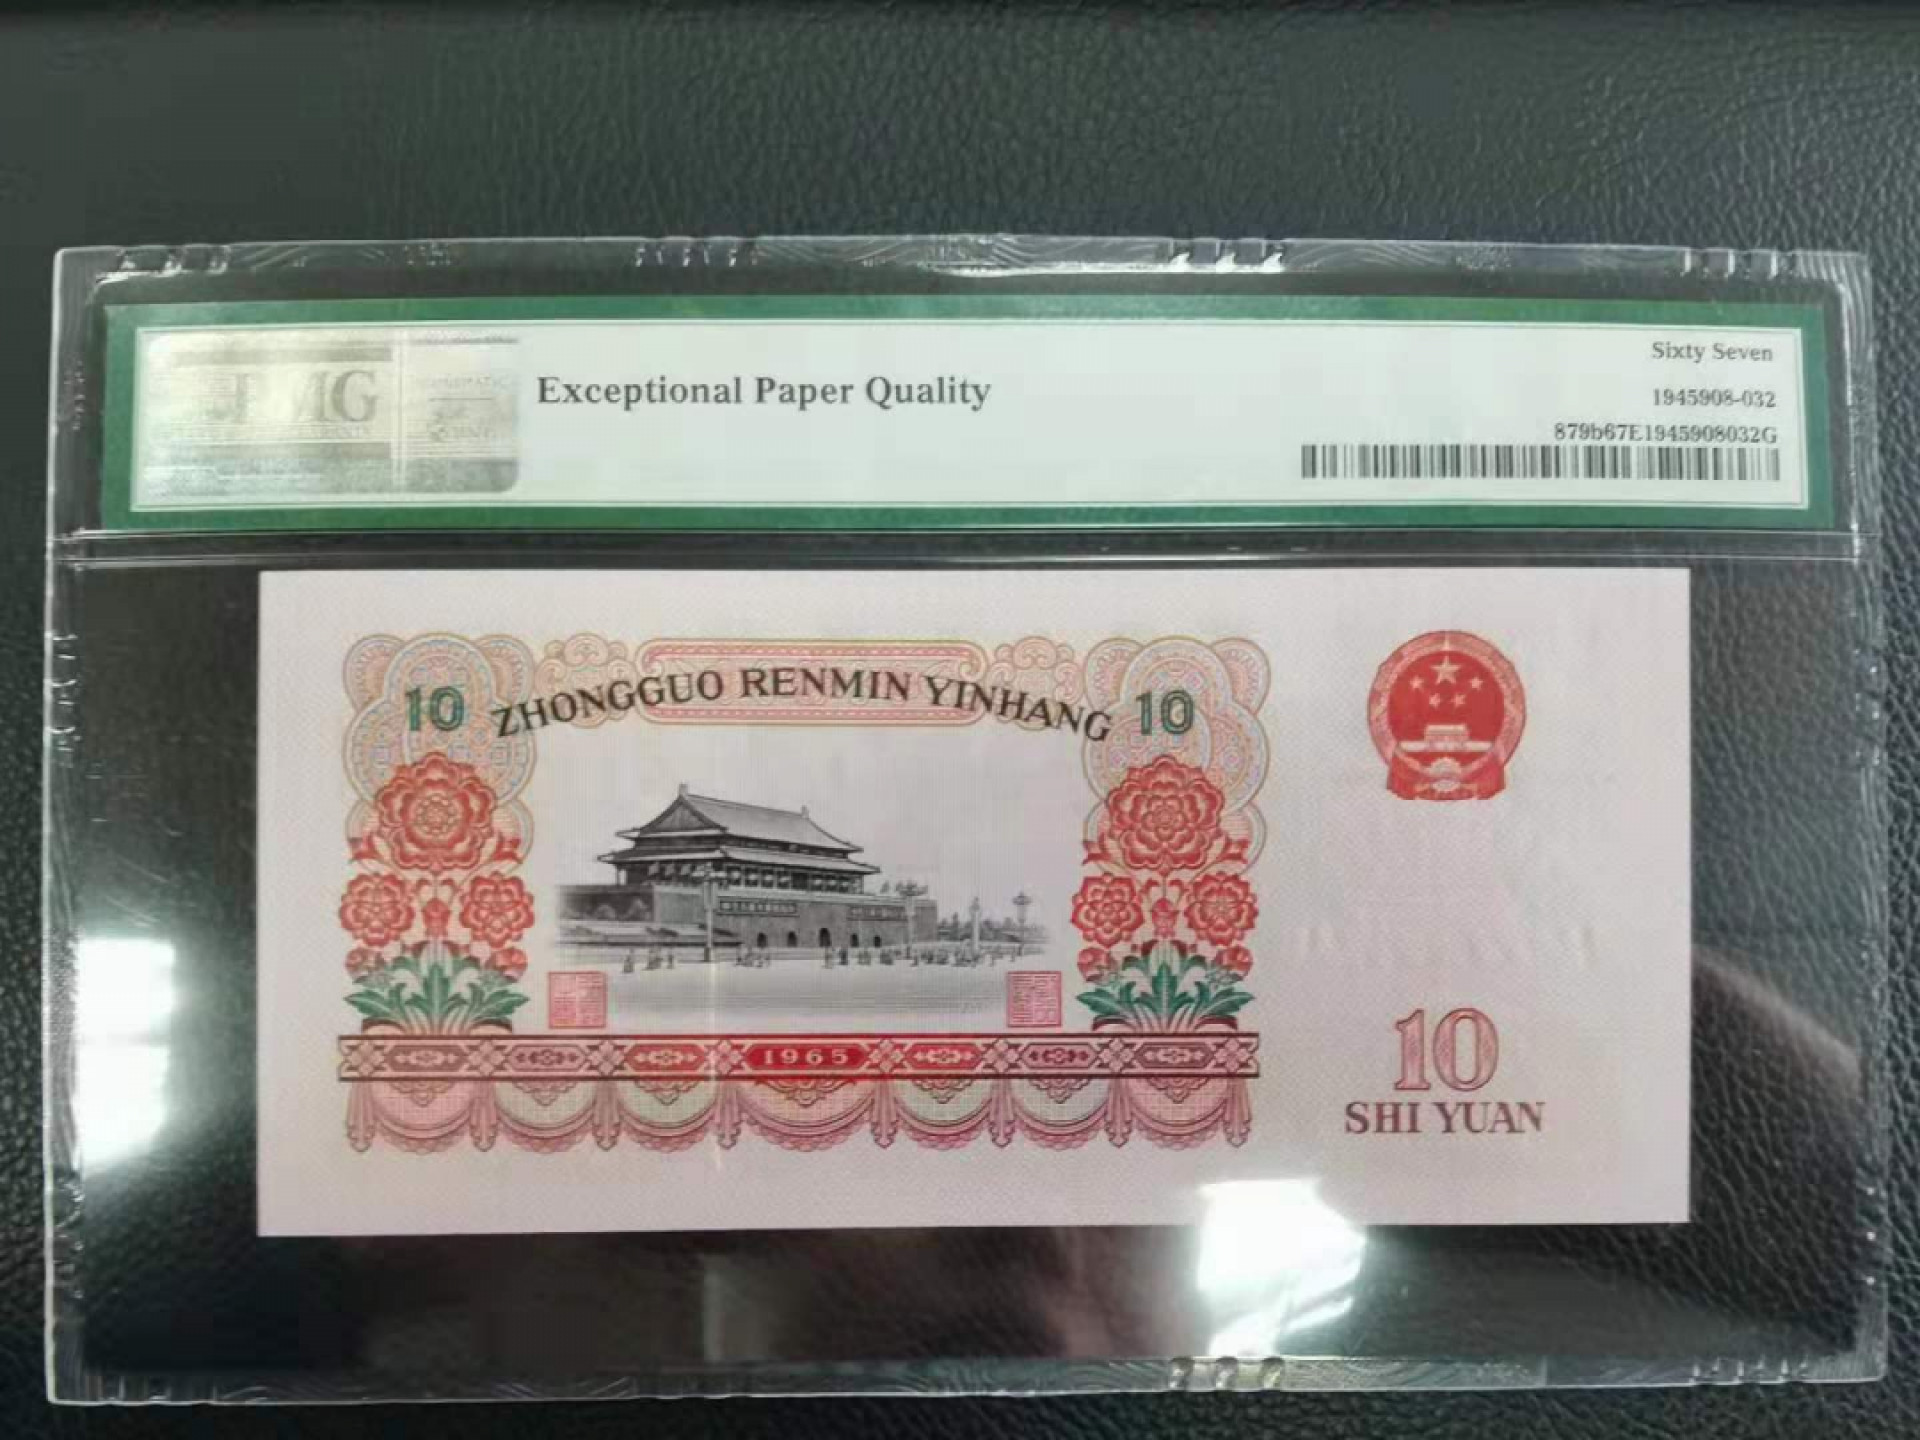 PMG
Exceptional Paper Quality
Sixty Seven
1945908-032
879b67E1945908032G
10 ZHONGGUO RENMIN YINHANG 10
1965
10
SHI YUAN